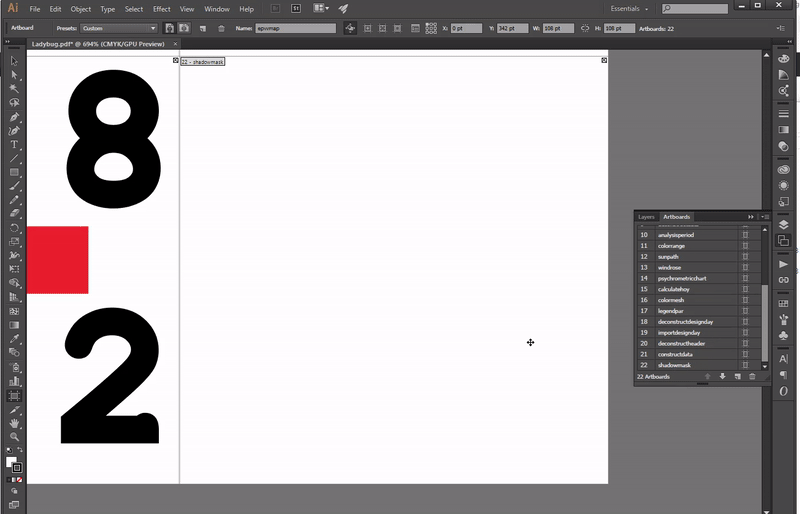 Ai File Edit Object Type Select Effect View Window Help Br St Essentials
Artboard Presets: Custom Name: epwmap X: 0 pt Y: 342 pt W: 108 pt H: 108 pt Artboards: 22
Ladybug.pdf* @ 694% (CMYK/GPU Preview) ×
22 - shadowmask
8
2
Layers Artboards
10 analysisperiod
11 colorrange
12 sunpath
13 windrose
14 psychrometricchart
15 calculatehoy
16 colormesh
17 legendpar
18 deconstructdesignday
19 importdesignday
20 deconstructheader
21 constructdata
22 shadowmask
22 Artboards